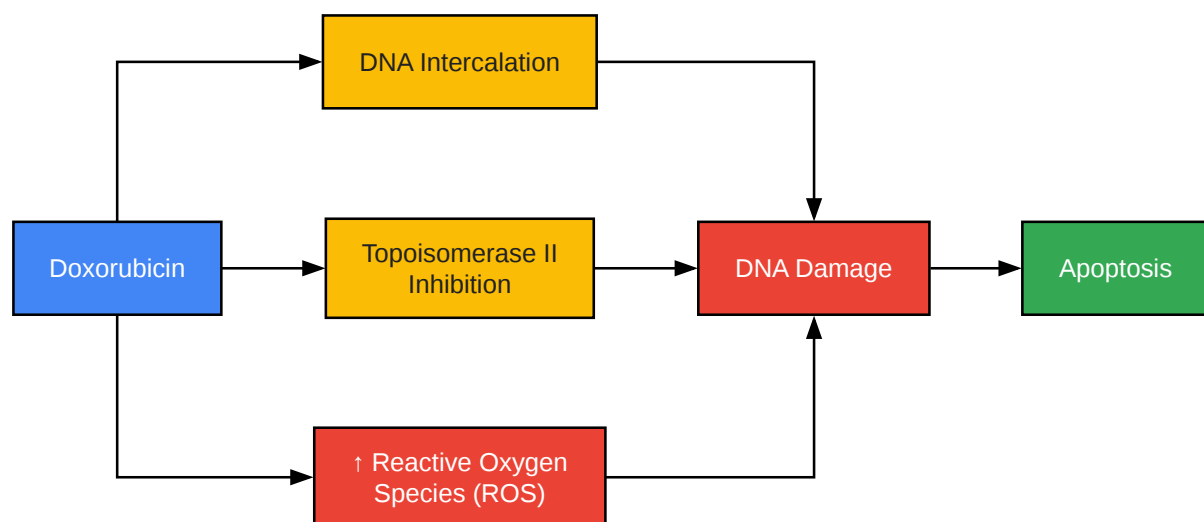 DNA Intercalation
Doxorubicin
Topoisomerase II
Inhibition
DNA Damage
Apoptosis
↑ Reactive Oxygen
Species (ROS)